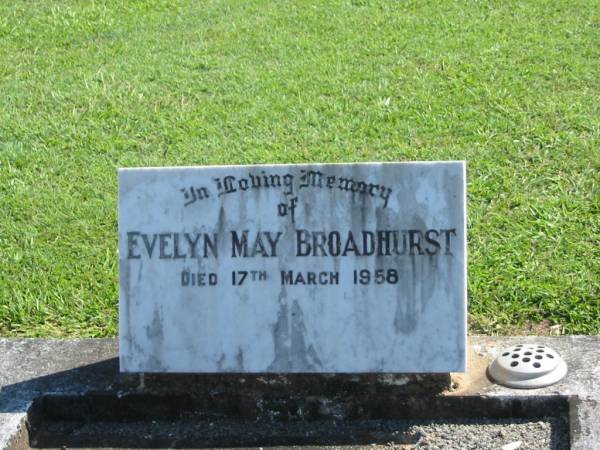 In Loving Memory
of
EVELYN MAY BROADHURST
DIED 17TH MARCH 1958